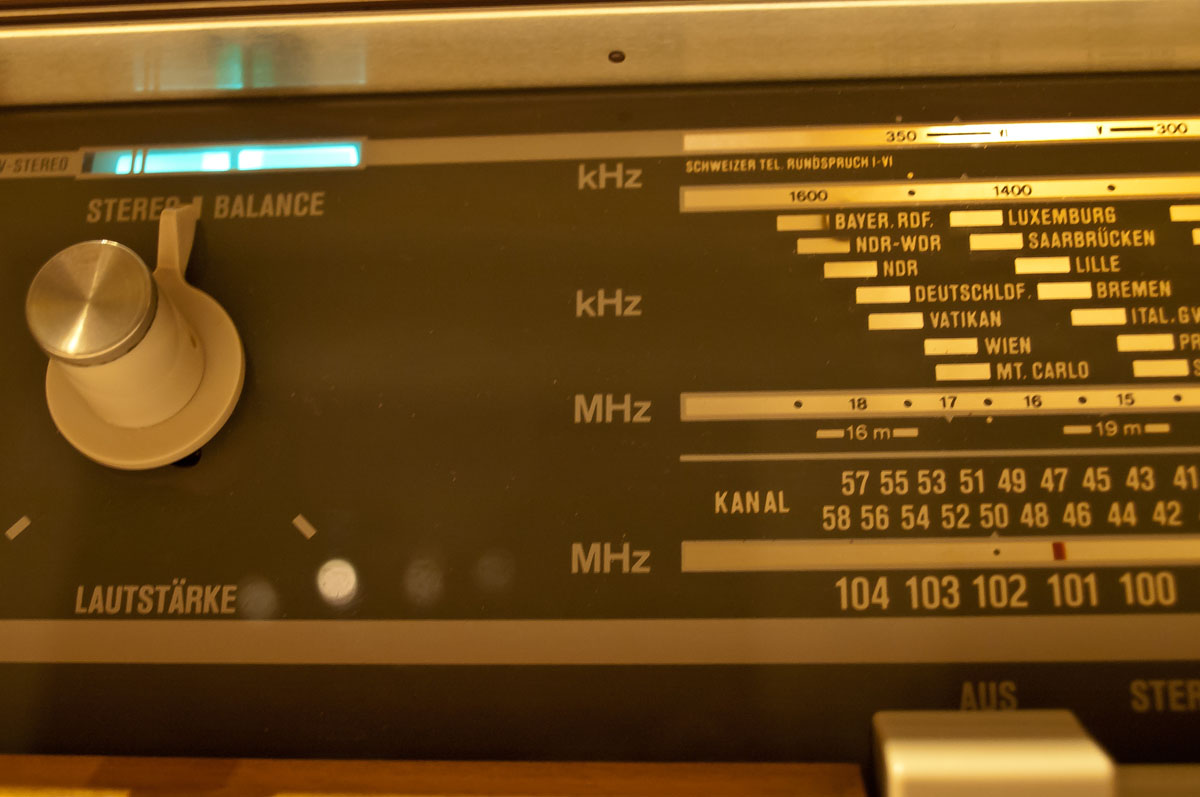 V-STEREO
STEREO BALANCE
LAUTSTÄRKE
kHz 350 300
SCHWEIZER TEL. RUNDSPRUCH I-VI
kHz 1600 1400
BAYER. RDF. LUXEMBURG
NDR-WDR SAARBRÜCKEN
NDR LILLE
DEUTSCHLDF. BREMEN
VATIKAN ITAL.
WIEN
MT. CARLO
MHz 18 17 16 15
16 m 19 m
57 55 53 51 49 47 45 43 41
KANAL
58 56 54 52 50 48 46 44 42
MHz
104 103 102 101 100
AUS STER